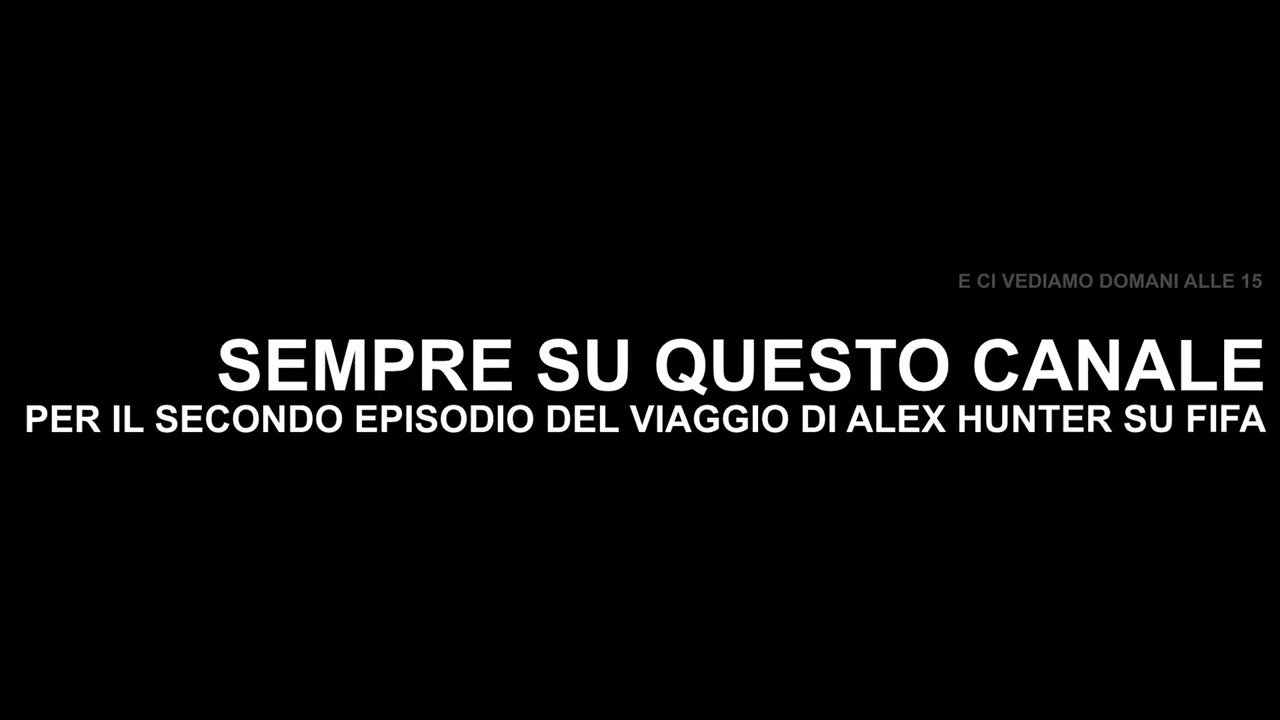 E CI VEDIAMO DOMANI ALLE 15
SEMPRE SU QUESTO CANALE
PER IL SECONDO EPISODIO DEL VIAGGIO DI ALEX HUNTER SU FIFA